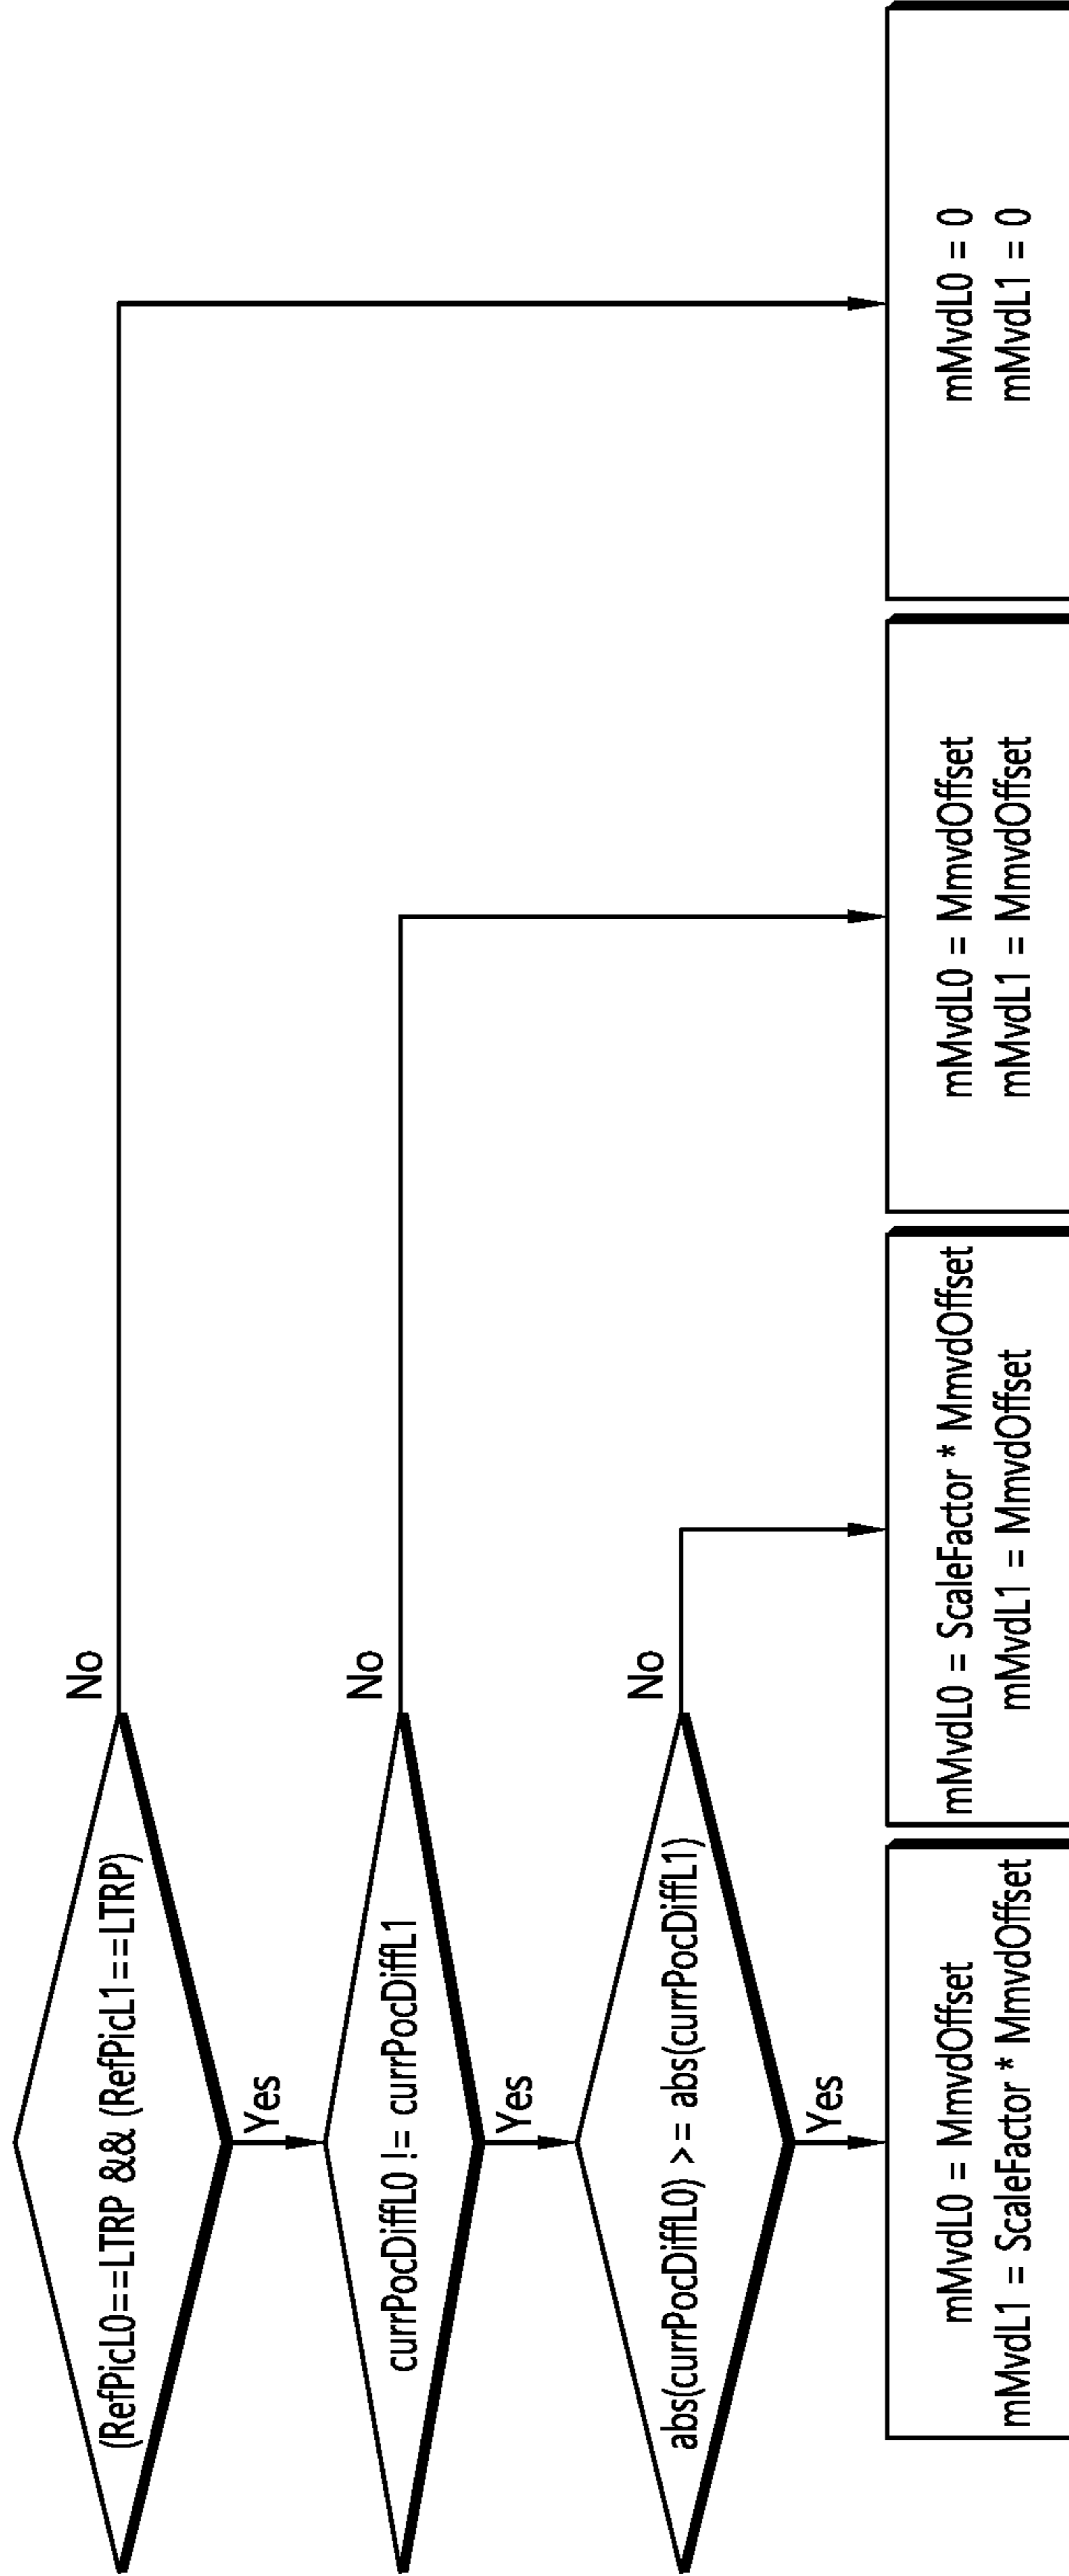 (RefPicL0==LTRP && (RefPicL1==LTRP)
No
Yes
currPocDiffL0 != currPocDiffL1
No
Yes
abs(currPocDiffL0) >= abs(currPocDiffL1)
No
Yes
mMvdL0 = MmvdOffset
mMvdL1 = ScaleFactor * MmvdOffset
mMvdL0 = ScaleFactor * MmvdOffset
mMvdL1 = MmvdOffset
mMvdL0 = MmvdOffset
mMvdL1 = MmvdOffset
mMvdL0 = 0
mMvdL1 = 0